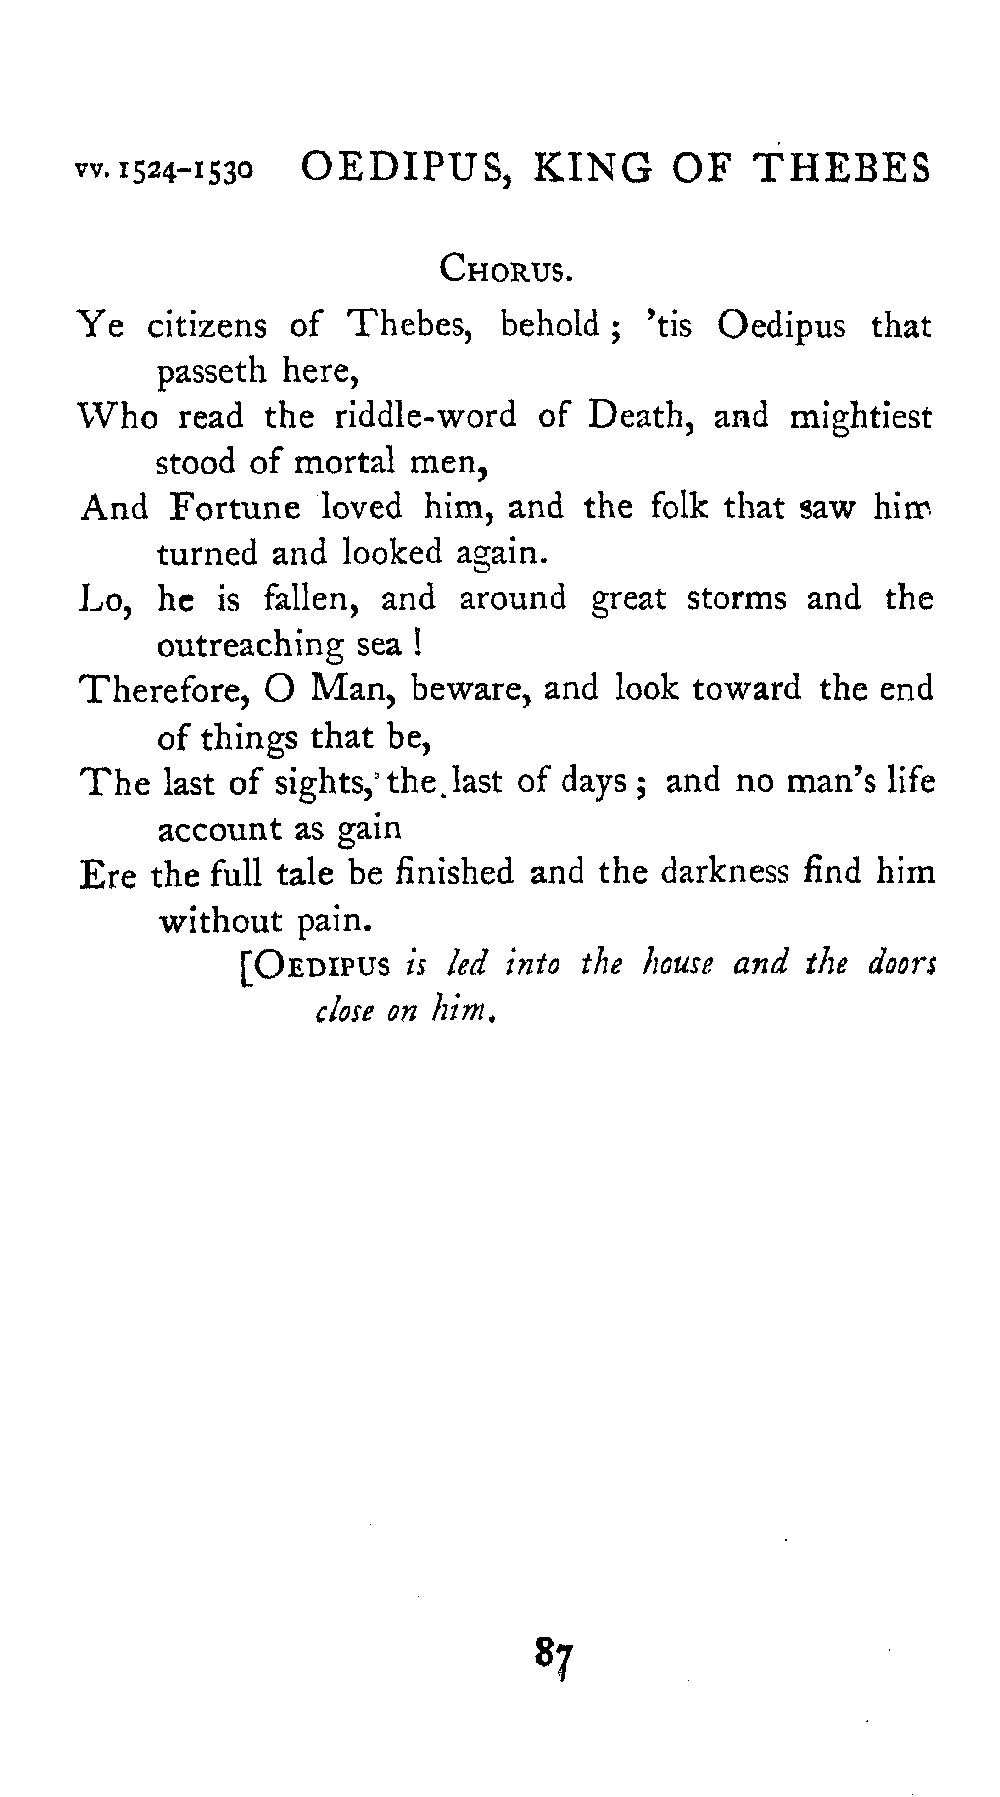 vv. 1524-1530 OEDIPUS, KING OF THEBES
CHORUS.
Ye citizens of Thebes, behold ; 'tis Oedipus that
passeth here,
Who read the riddle-word of Death, and mightiest
stood of mortal men,
And Fortune loved him, and the folk that saw him
turned and looked again.
Lo, he is fallen, and around great storms and the
outreaching sea !
Therefore, O Man, beware, and look toward the end
of things that be,
The last of sights, the last of days ; and no man's life
account as gain
Ere the full tale be finished and the darkness find him
without pain.
[OEDIPUS is led into the house and the doors
close on him.
87